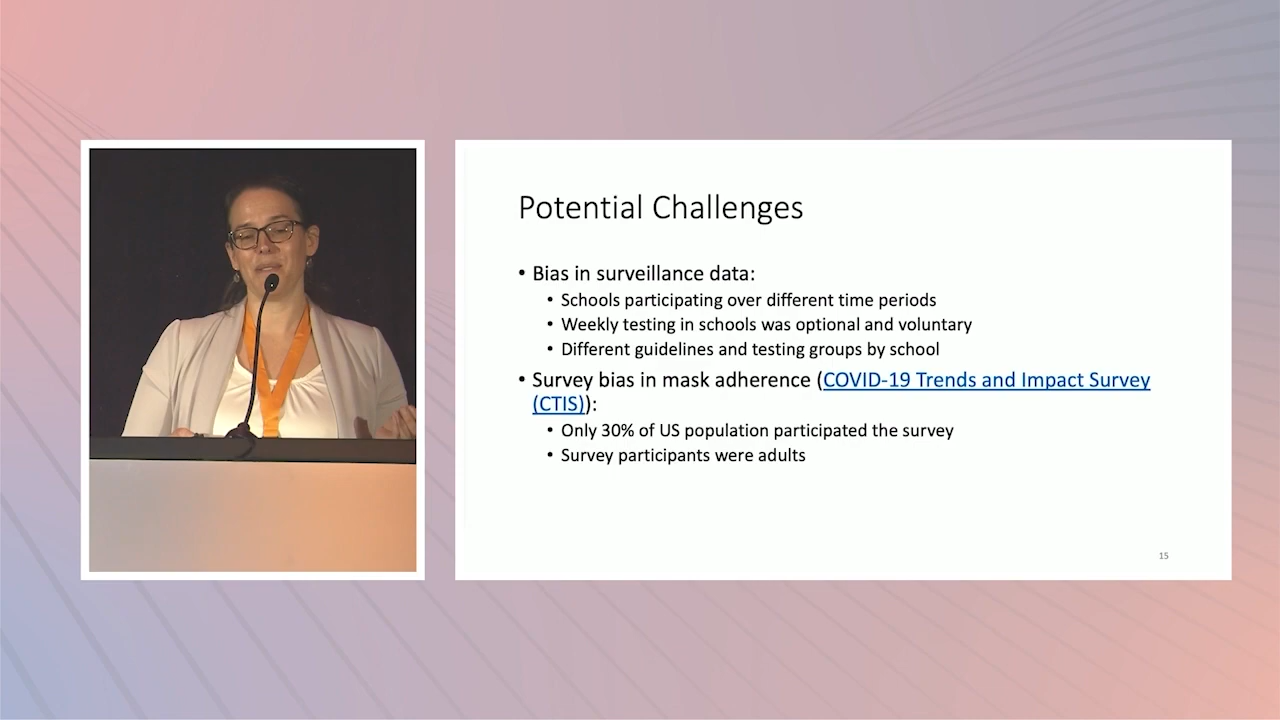 Potential Challenges
• Bias in surveillance data:
• Schools participating over different time periods
• Weekly testing in schools was optional and voluntary
• Different guidelines and testing groups by school
• Survey bias in mask adherence (COVID-19 Trends and Impact Survey
(CTIS)):
• Only 30% of US population participated the survey
• Survey participants were adults
15